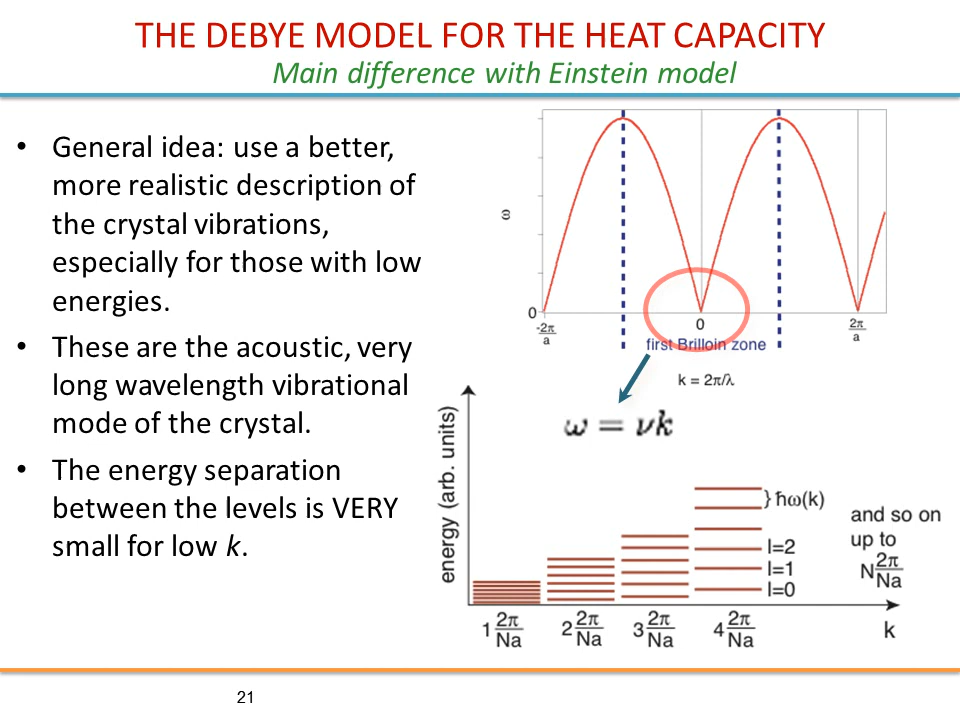 THE DEBYE MODEL FOR THE HEAT CAPACITY
Main difference with Einstein model
• General idea: use a better,
more realistic description of
the crystal vibrations,
especially for those with low
energies.
• These are the acoustic, very
long wavelength vibrational
mode of the crystal.
• The energy separation
between the levels is VERY
small for low k.
ω
0
-2π/a
0
2π/a
first Brilloin zone
k = 2π/λ
ω = νk
energy (arb. units)
} ħω(k)
l=2
l=1
l=0
and so on
up to
N 2π/Na
1 2π/Na
2 2π/Na
3 2π/Na
4 2π/Na
k
21